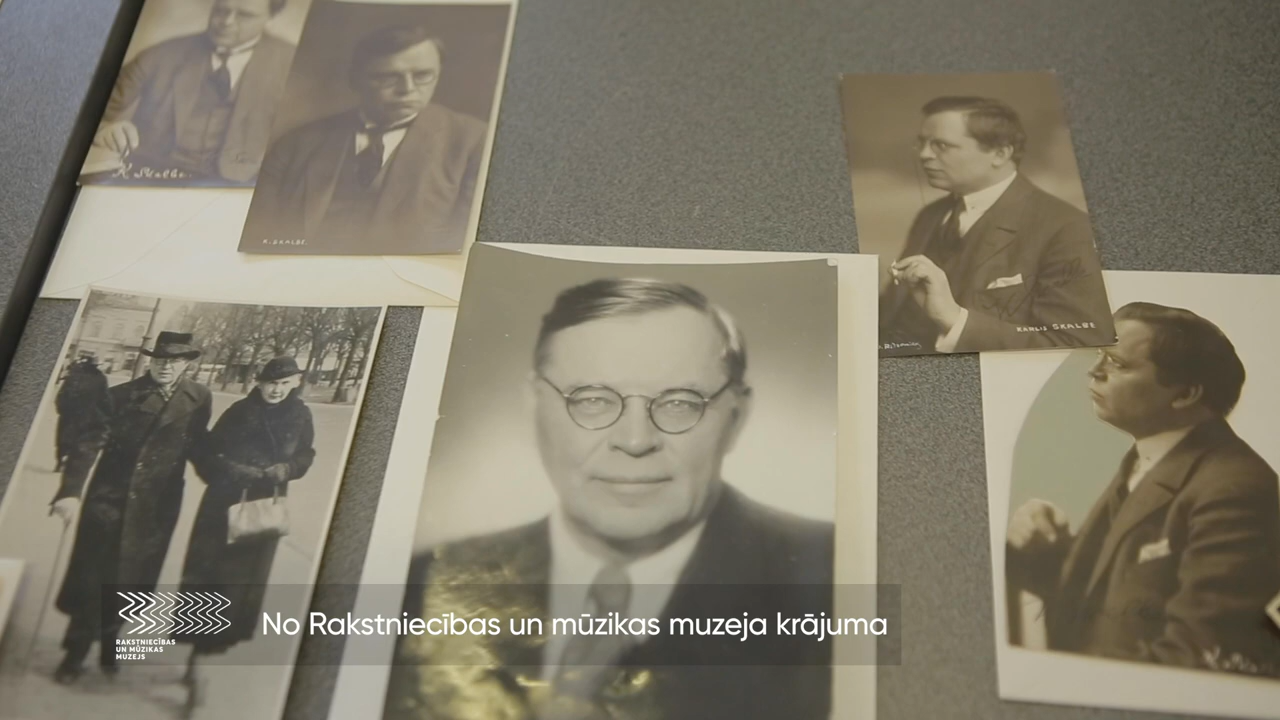 K. Skalbe.
K. SKALBE.
KARLIS SKALBE
RAKSTNIECĪBAS
UN MŪZIKAS
MUZEJS
No Rakstniecības un mūzikas muzeja krājuma